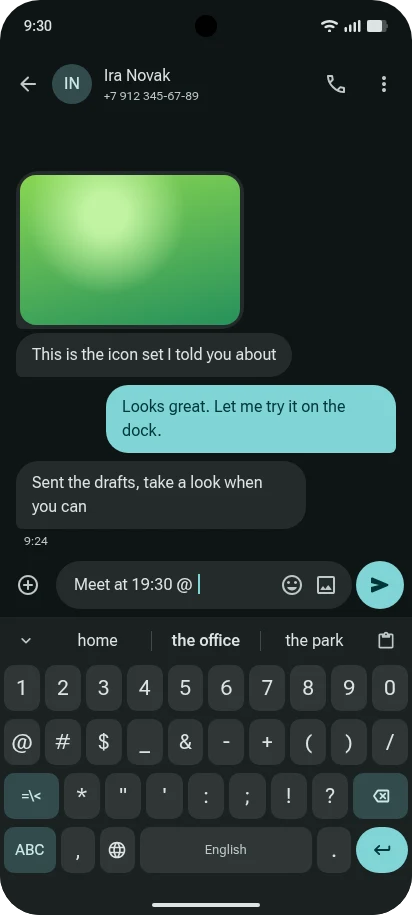 9:30
IN
Ira Novak
+7 912 345-67-89
This is the icon set I told you about
Looks great. Let me try it on the
dock.
Sent the drafts, take a look when
you can
9:24
Meet at 19:30 @
home the office the park
1 2 3 4 5 6 7 8 9 0
@ # $ _ & - + ( ) /
=\< * " ' : ; ! ?
ABC , English .